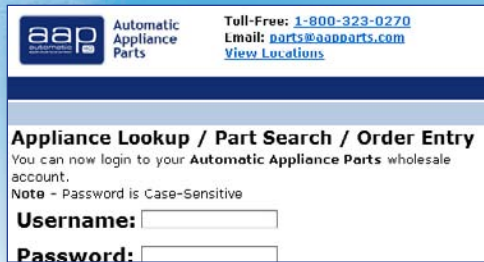 aap
Automatic
Appliance
Parts
Toll-Free: 1-800-323-0270
Email: parts@aapparts.com
View Locations
Appliance Lookup / Part Search / Order Entry
You can now login to your Automatic Appliance Parts wholesale
account.
Note - Password is Case-Sensitive
Username:
Password: